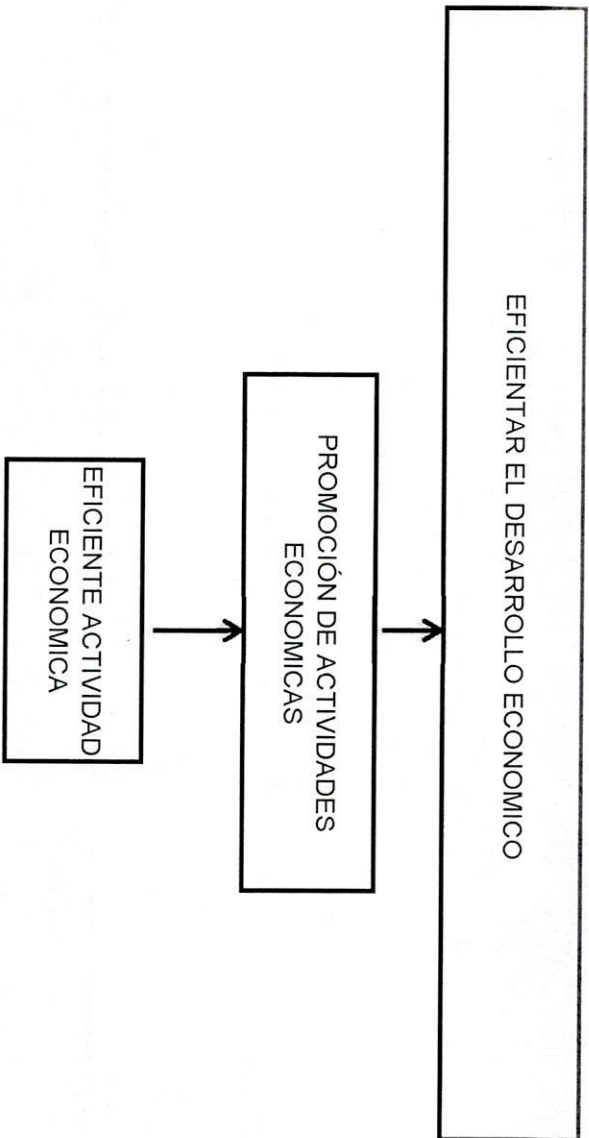 EFICIENTAR EL DESARROLLO ECONOMICO
PROMOCIÓN DE ACTIVIDADES
ECONOMICAS
EFICIENTE ACTIVIDAD
ECONOMICA